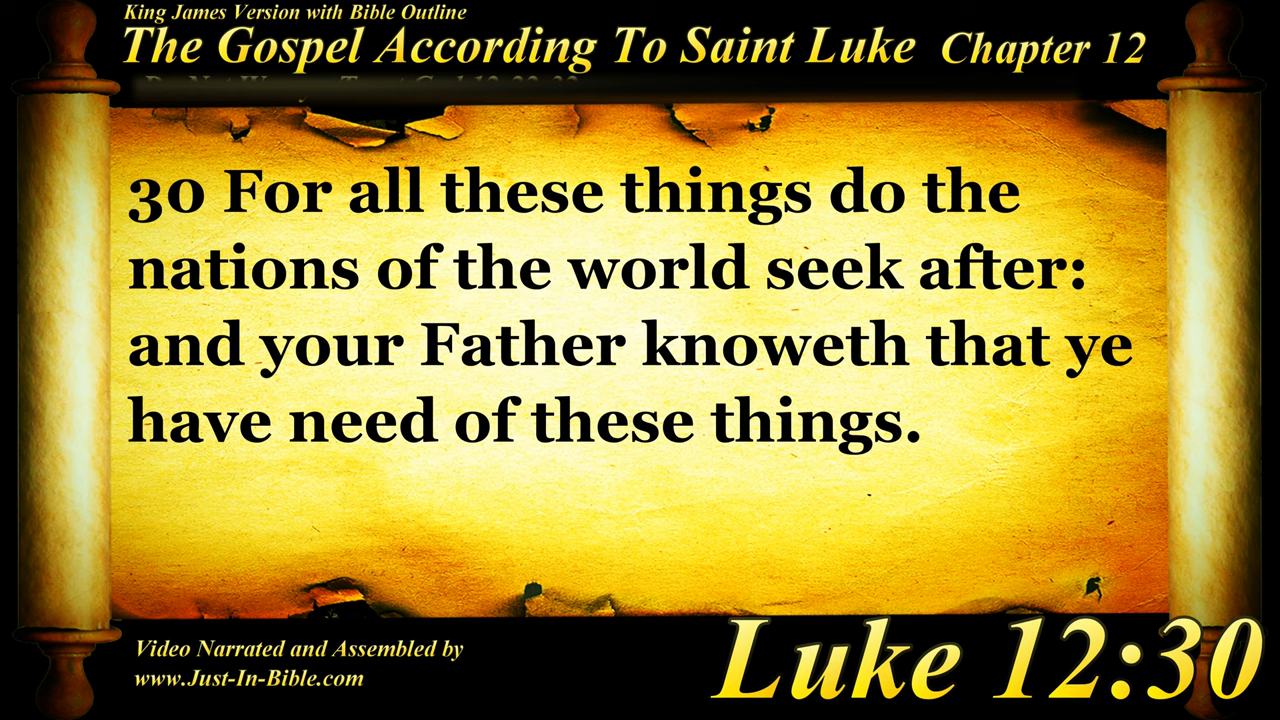 King James Version with Bible Outline
The Gospel According To Saint Luke Chapter 12
30 For all these things do the
nations of the world seek after:
and your Father knoweth that ye
have need of these things.
Video Narrated and Assembled by
www.Just-In-Bible.com
Luke 12:30